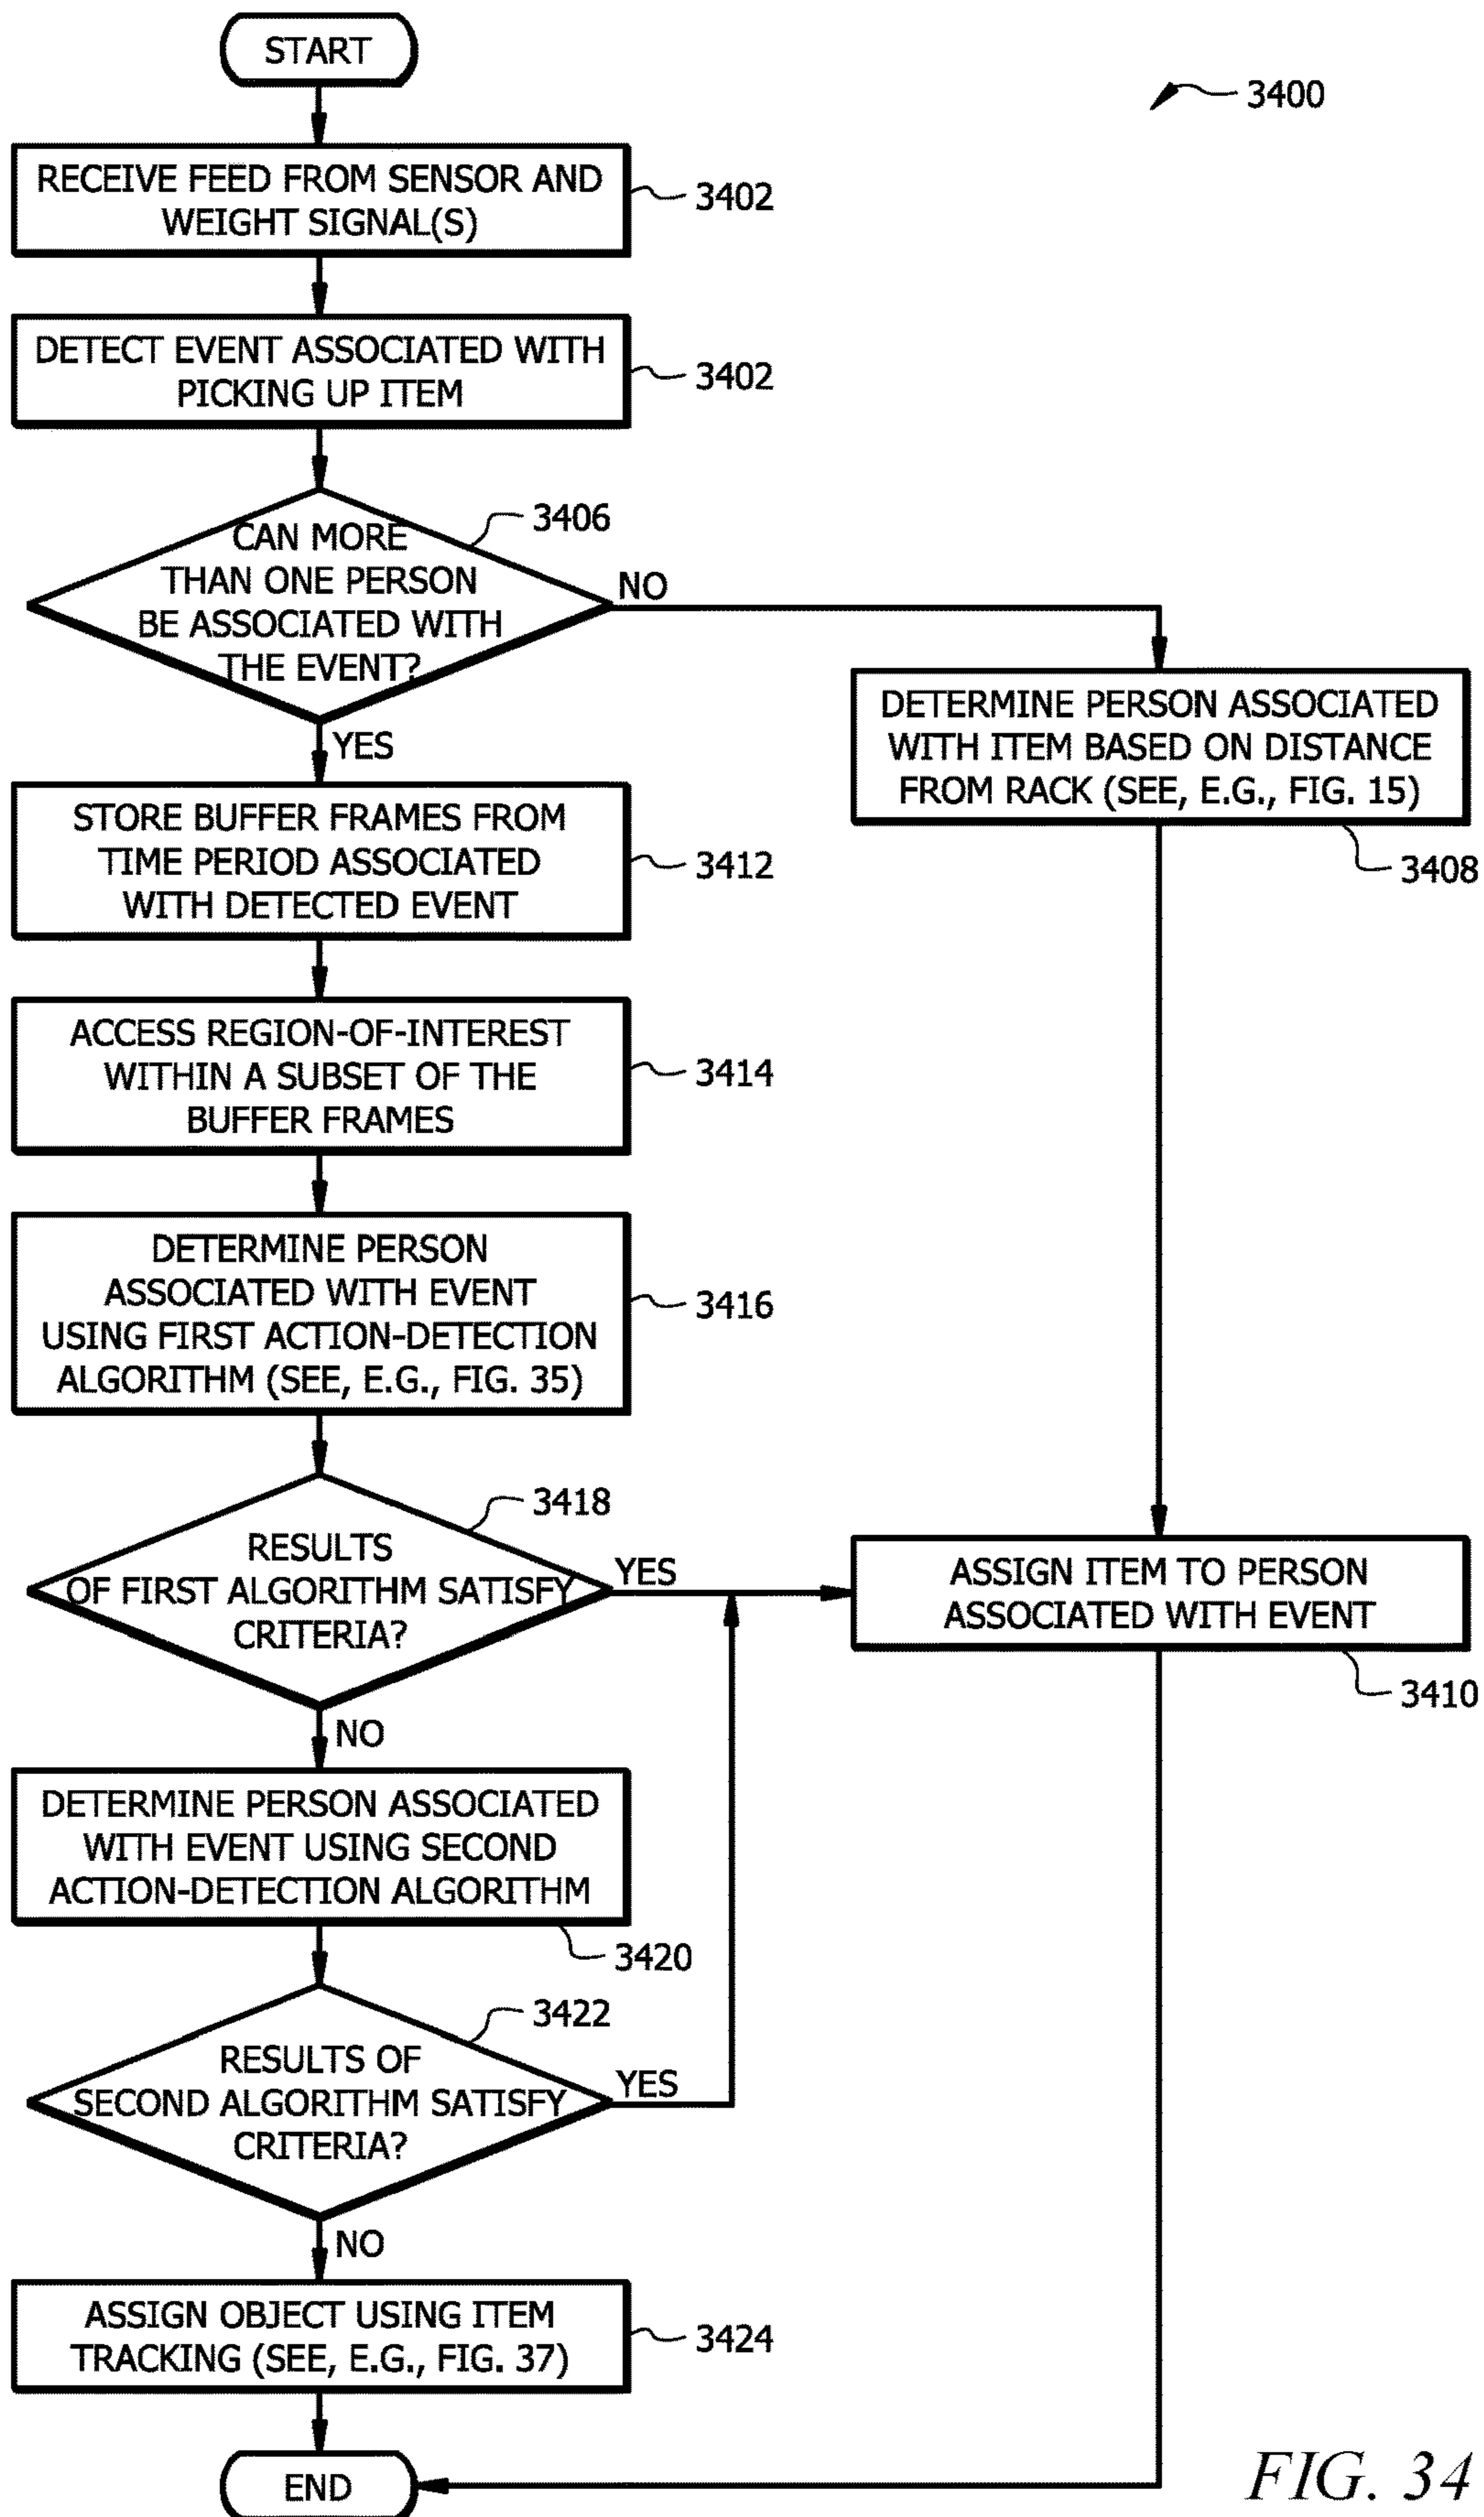 START
3400
RECEIVE FEED FROM SENSOR AND
WEIGHT SIGNAL(S)
3402
DETECT EVENT ASSOCIATED WITH
PICKING UP ITEM
3402
3406
CAN MORE
THAN ONE PERSON
BE ASSOCIATED WITH
THE EVENT?
NO
YES
DETERMINE PERSON ASSOCIATED
WITH ITEM BASED ON DISTANCE
FROM RACK (SEE, E.G., FIG. 15)
3408
STORE BUFFER FRAMES FROM
TIME PERIOD ASSOCIATED
WITH DETECTED EVENT
3412
ACCESS REGION-OF-INTEREST
WITHIN A SUBSET OF THE
BUFFER FRAMES
3414
DETERMINE PERSON
ASSOCIATED WITH EVENT
USING FIRST ACTION-DETECTION
ALGORITHM (SEE, E.G., FIG. 35)
3416
3418
RESULTS
OF FIRST ALGORITHM SATISFY
CRITERIA?
YES
NO
ASSIGN ITEM TO PERSON
ASSOCIATED WITH EVENT
3410
DETERMINE PERSON ASSOCIATED
WITH EVENT USING SECOND
ACTION-DETECTION ALGORITHM
3420
3422
RESULTS OF
SECOND ALGORITHM SATISFY
CRITERIA?
YES
NO
ASSIGN OBJECT USING ITEM
TRACKING (SEE, E.G., FIG. 37)
3424
END
FIG. 34